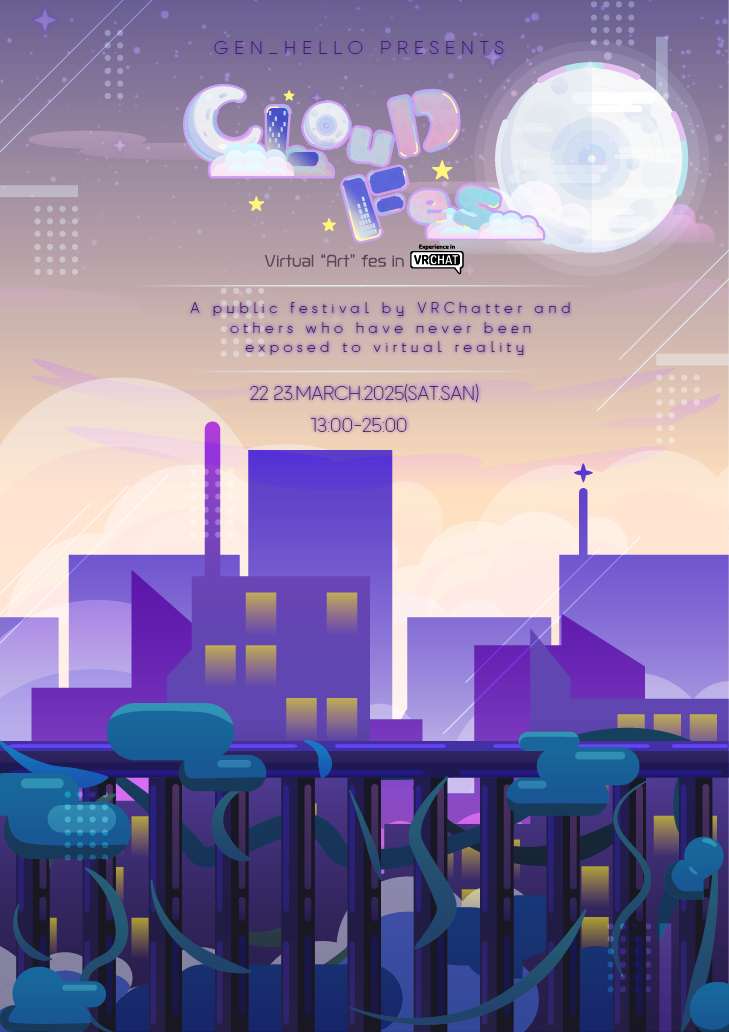 GEN_HELLO PRESENTS
CLOUD
Fes
Virtual “Art” fes in
Experience in
VRCHAT
A public festival by VRChatter and
others who have never been
exposed to virtual reality
22 23.MARCH.2025(SAT.SAN)
13:00-25:00